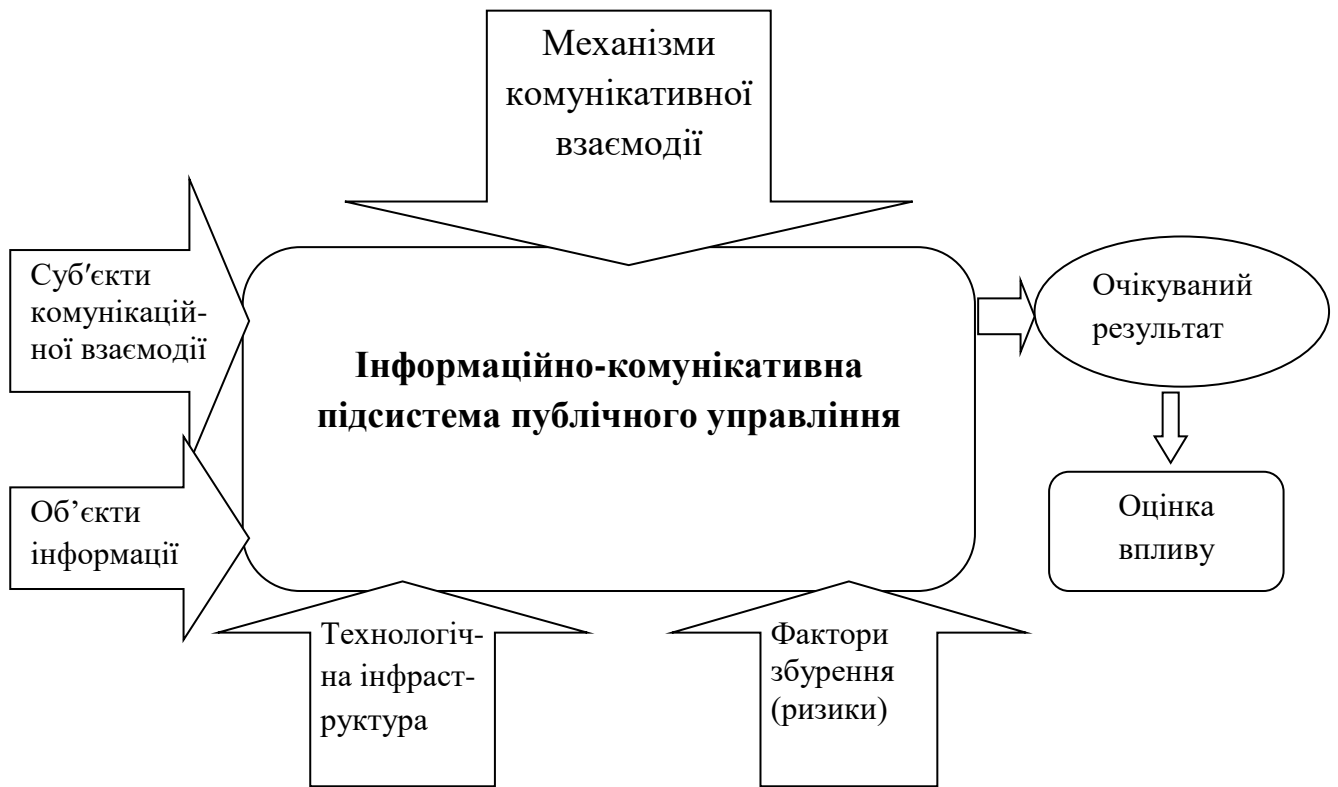 Механізми
комунікативної
взаємодії
Суб′єкти
комунікацій-
ної взаємодії
Очікуваний
результат
Інформаційно-комунікативна
підсистема публічного управління
Об’єкти
інформації
Оцінка
впливу
Технологіч-
на інфраст-
руктура
Фактори
збурення
(ризики)